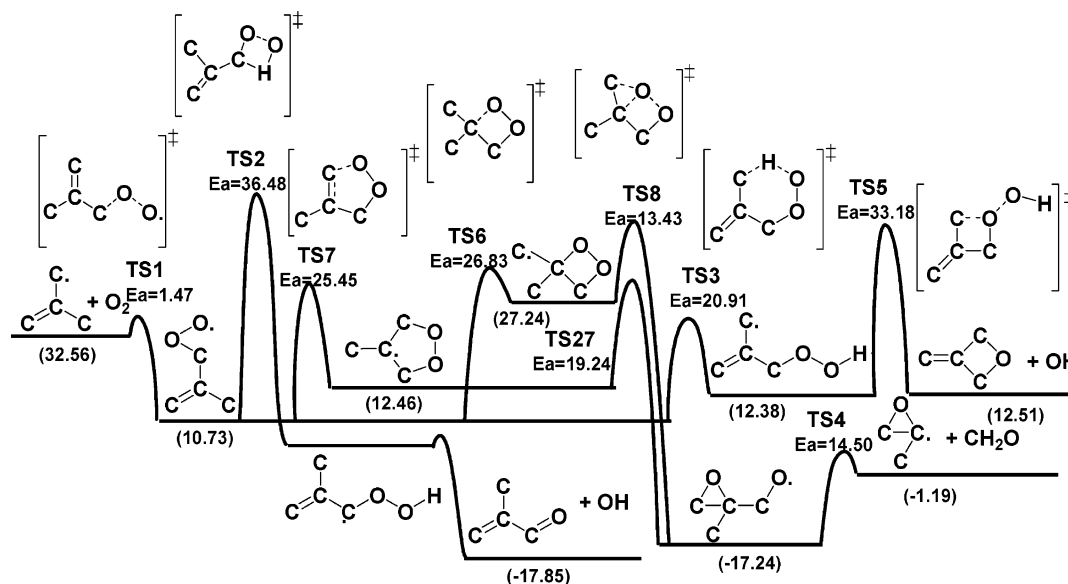 O
C O
C
C H
C
‡
C O
C
C O
C
‡
C
O
C
O
C
C
‡
C
C
O
C
C
O.
‡
TS2
Ea=36.48
C O
C
O
C
‡
TS8
Ea=13.43
C H
O
C
O
C C
‡
TS5
Ea=33.18
O H
C O
C C
C
‡
C.
C
C C
+ O2
(32.56)
TS1
Ea=1.47
O.
O
C
C
C C
(10.73)
TS7
Ea=25.45
C O
C C. O
C
(12.46)
TS6
Ea=26.83
C. O
C
O
C C
(27.24)
TS27
Ea=19.24
TS3
Ea=20.91
C.
C
C C O O H
(12.38)
C
C C O
C
+ OH
(12.51)
C
C
C C. O O H
C
C
C C O
+ OH
(-17.85)
O O.
C C C
C
(-17.24)
TS4
Ea=14.50
O
C C.
C
+ CH2O
(-1.19)